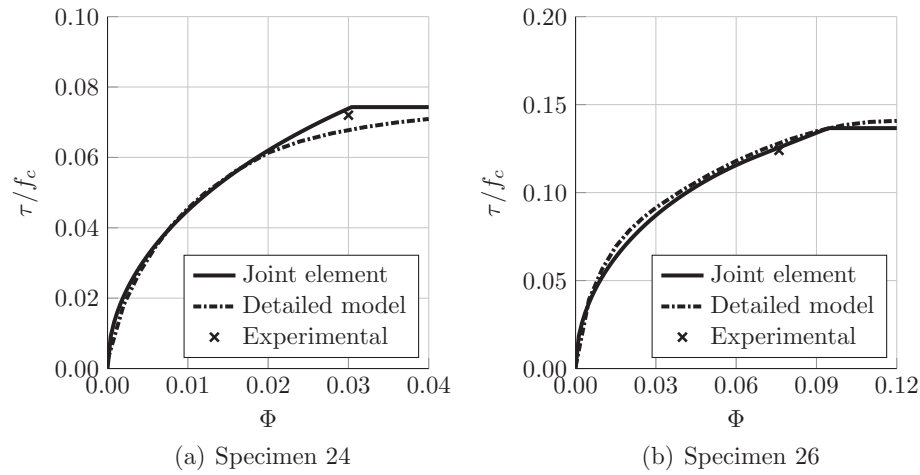 0.10
0.08
0.06
0.04
0.02
0.00
τ/fc
0.00 0.01 0.02 0.03 0.04
Φ
Joint element
Detailed model
Experimental
(a) Specimen 24
0.20
0.15
0.10
0.05
0.00
τ/fc
0.00 0.03 0.06 0.09 0.12
Φ
Joint element
Detailed model
Experimental
(b) Specimen 26